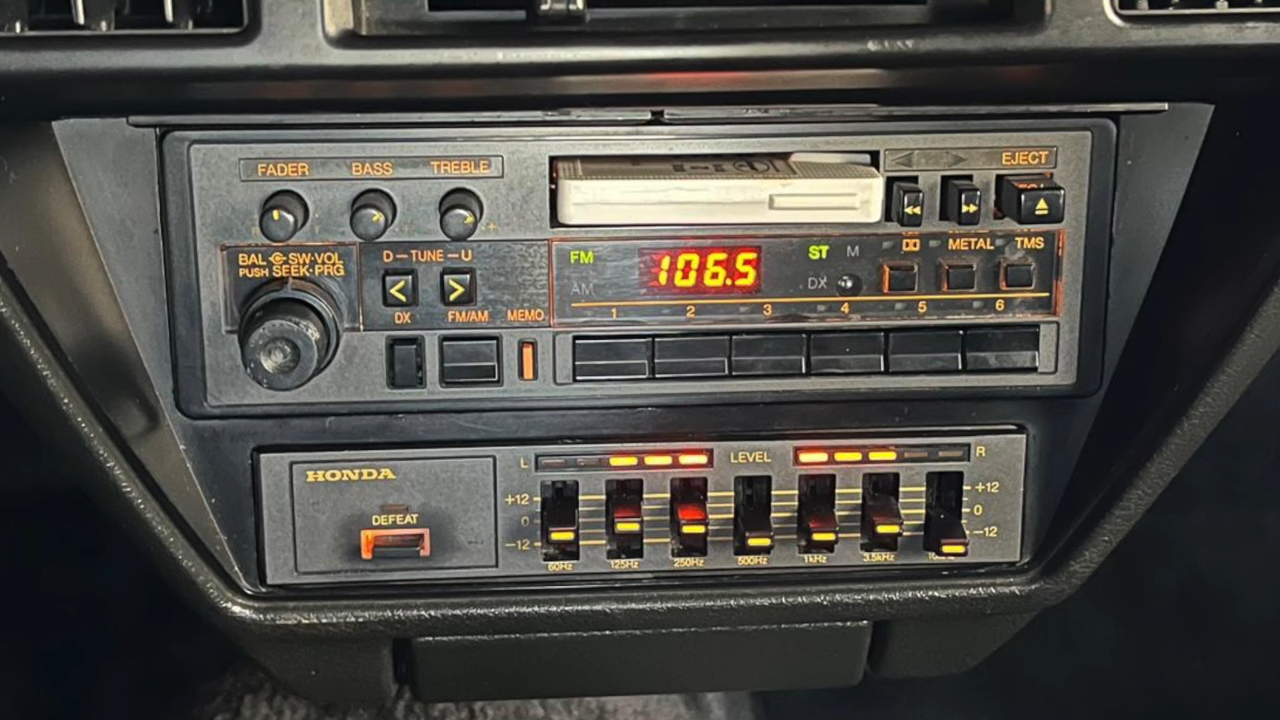 FADER BASS TREBLE
EJECT
BAL SW·VOL
PUSH SEEK·PRG
D–TUNE–U
DX FM/AM MEMO
FM
AM
106.5
ST M
DX
METAL TMS
1 2 3 4 5 6
HONDA
DEFEAT
L LEVEL R
+12 +12
0 0
−12 −12
60Hz 125Hz 250Hz 500Hz 1kHz 3.5kHz